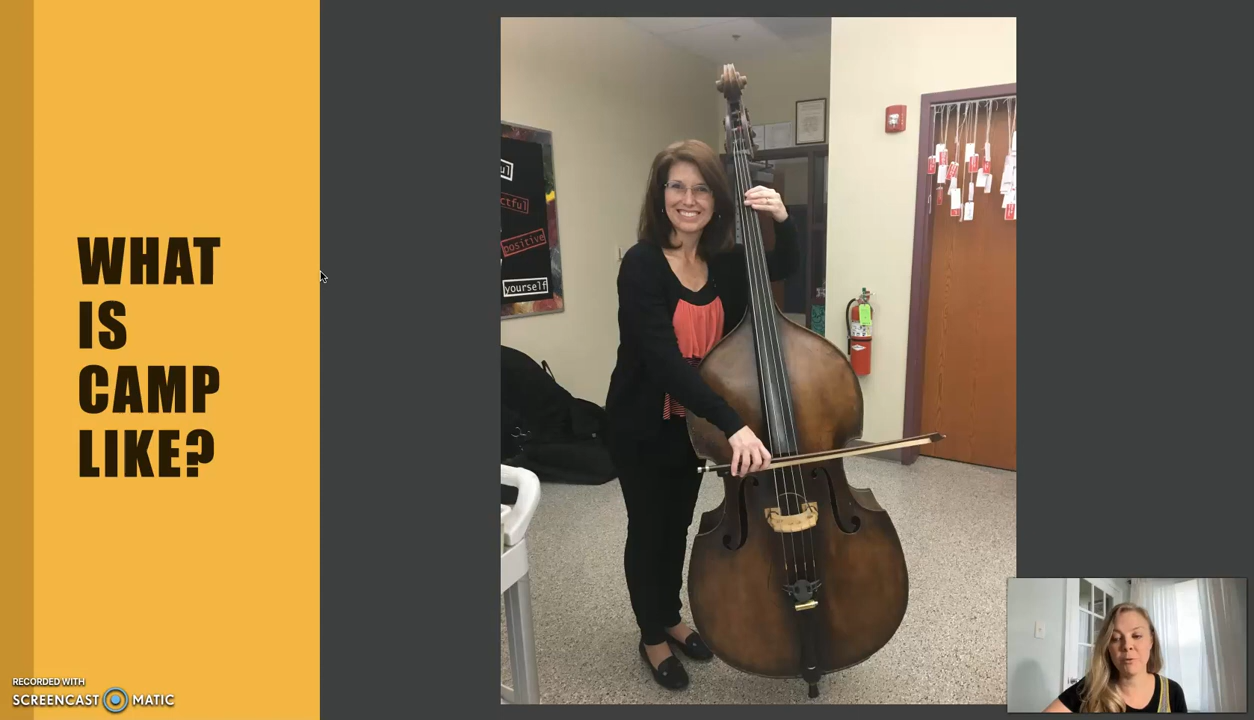 WHAT
IS
CAMP
LIKE?
ctful
positive
yourself
RECORDED WITH
SCREENCAST MATIC